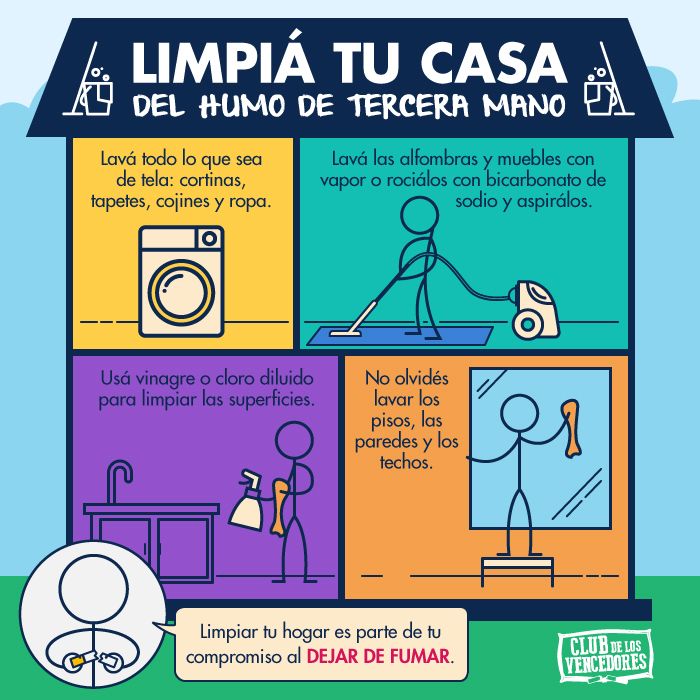 LIMPIÁ TU CASA
DEL HUMO DE TERCERA MANO
Lavá todo lo que sea
de tela: cortinas,
tapetes, cojines y ropa.
Lavá las alfombras y muebles con
vapor o rociálos con bicarbonato de
sodio y aspirálos.
Usá vinagre o cloro diluido
para limpiar las superficies.
No olvidés
lavar los
pisos, las
paredes y los
techos.
Limpiar tu hogar es parte de tu
compromiso al DEJAR DE FUMAR.
CLUB DE LOS
VENCEDORES